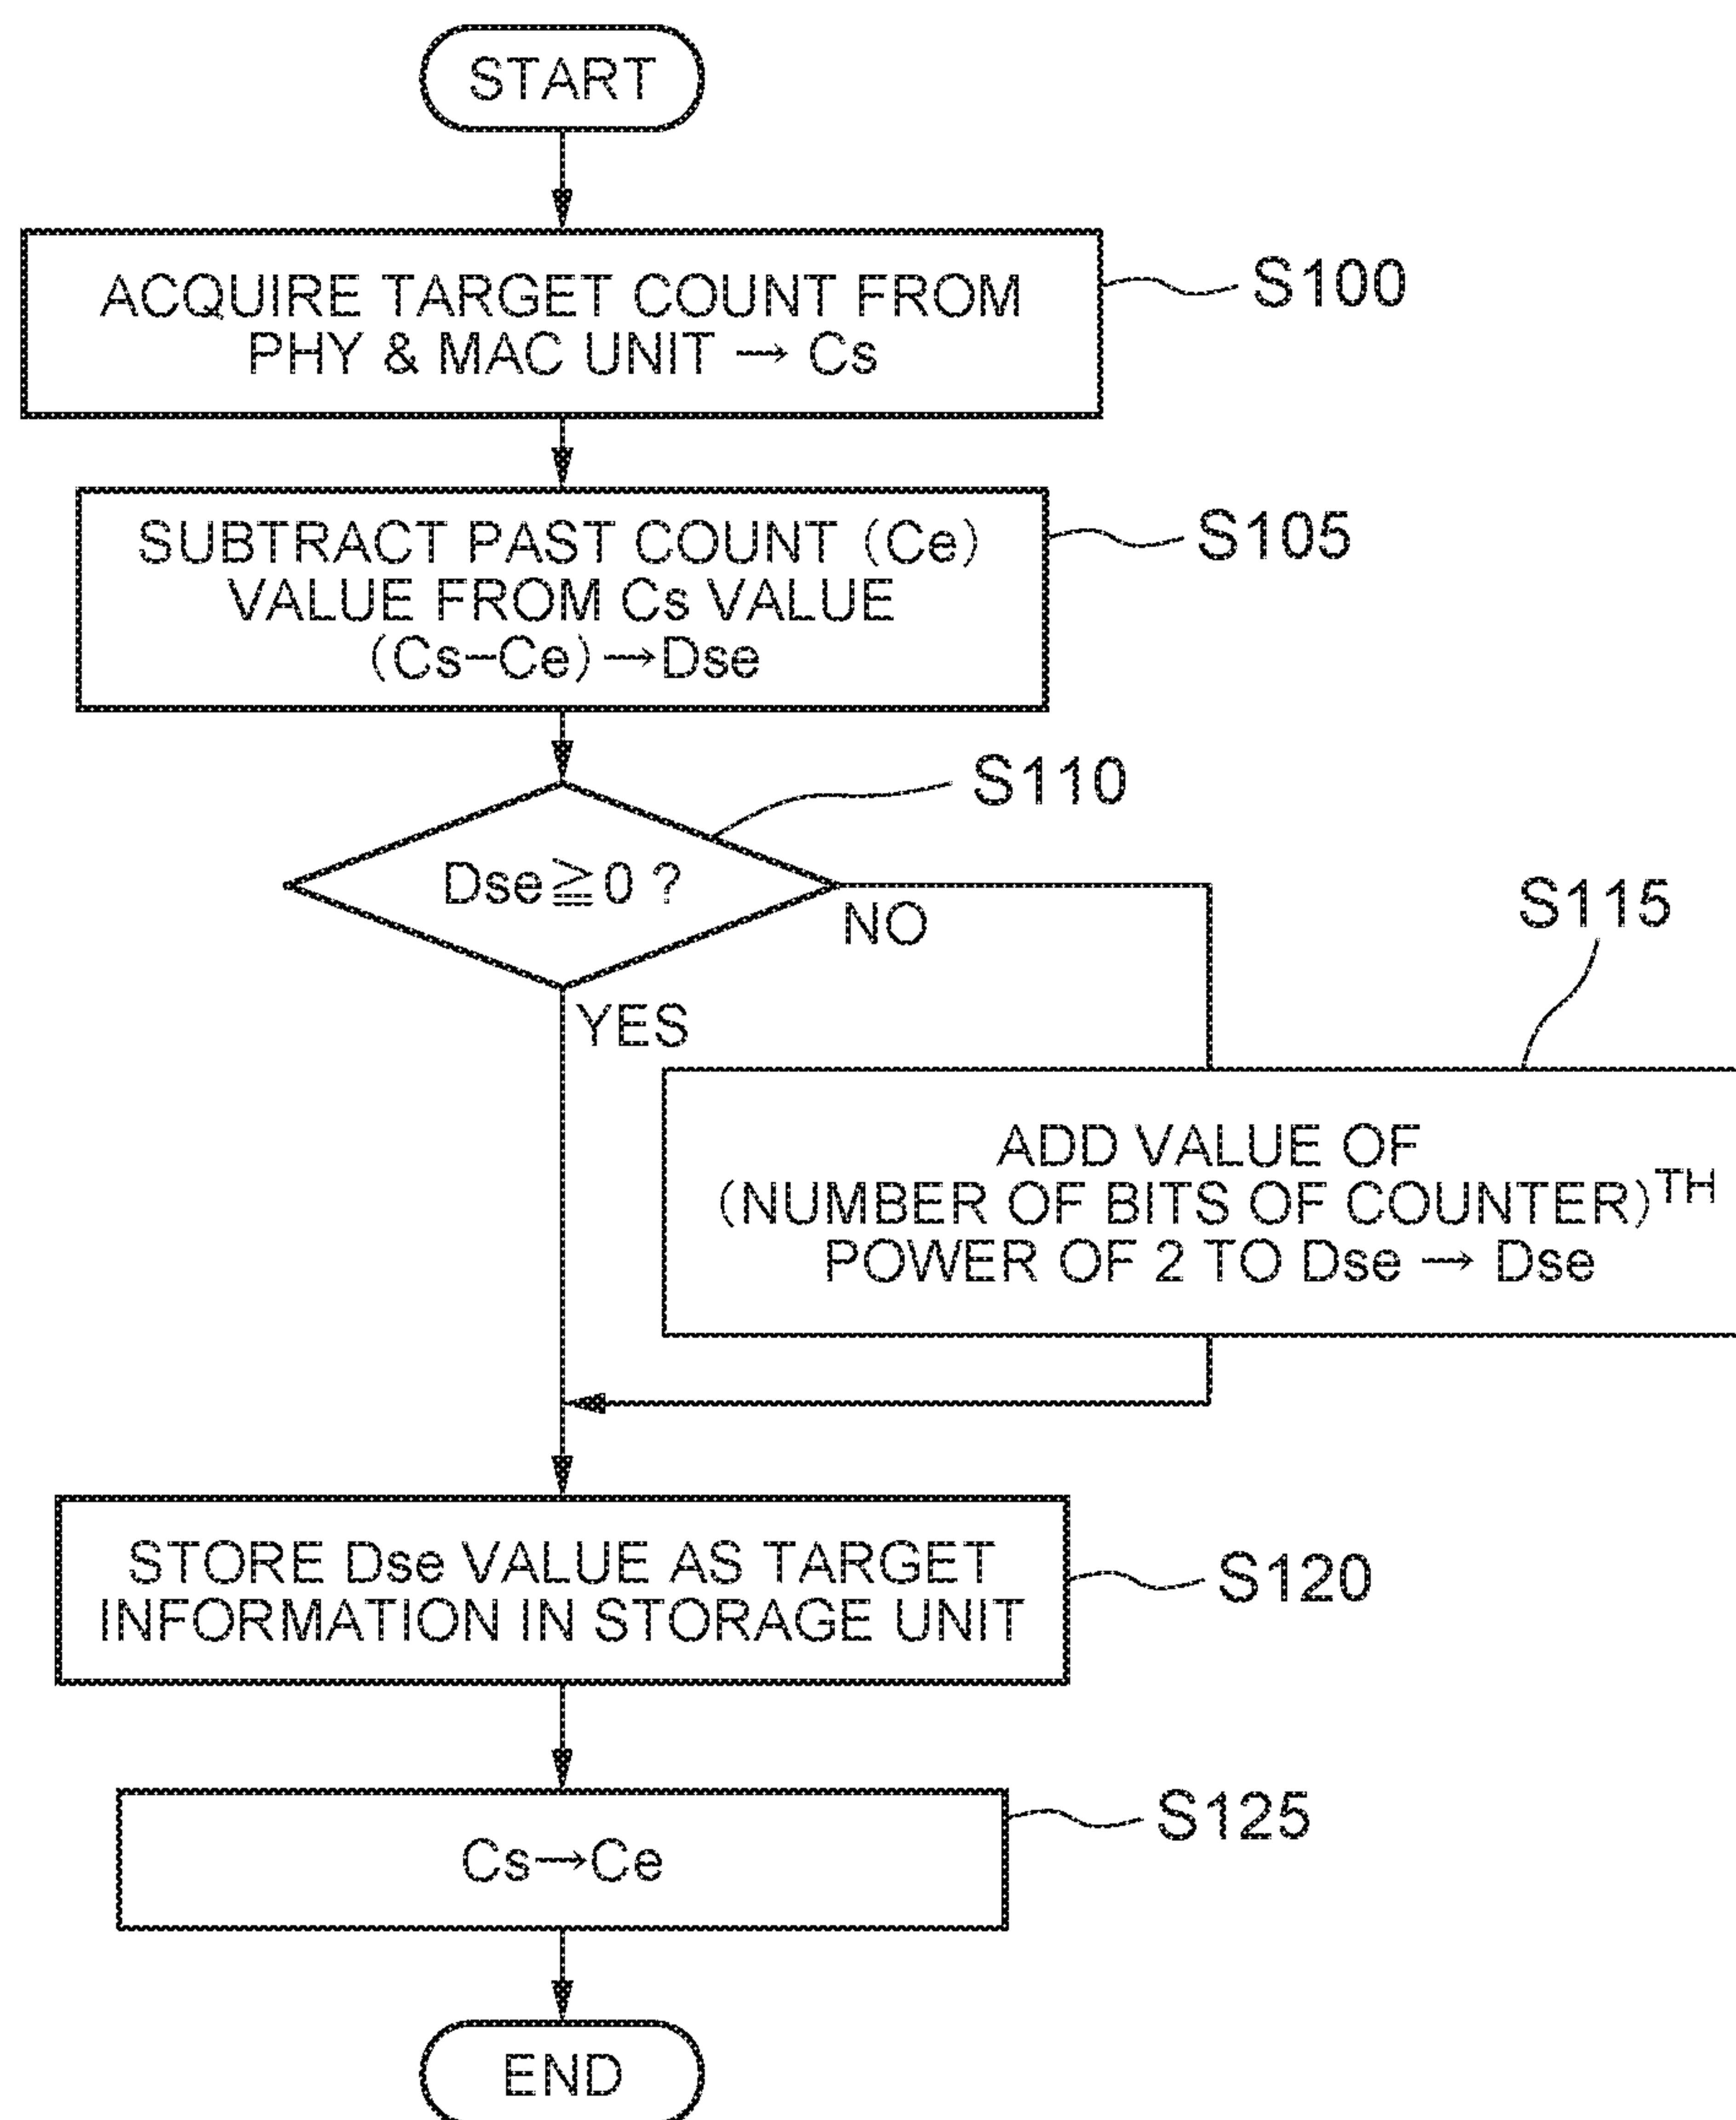 START
ACQUIRE TARGET COUNT FROM
PHY & MAC UNIT → Cs
S100
SUBTRACT PAST COUNT (Ce)
VALUE FROM Cs VALUE
(Cs−Ce)→Dse
S105
S110
Dse≧0 ?
NO
YES
S115
ADD VALUE OF
(NUMBER OF BITS OF COUNTER)TH
POWER OF 2 TO Dse → Dse
STORE Dse VALUE AS TARGET
INFORMATION IN STORAGE UNIT
S120
Cs→Ce
S125
END